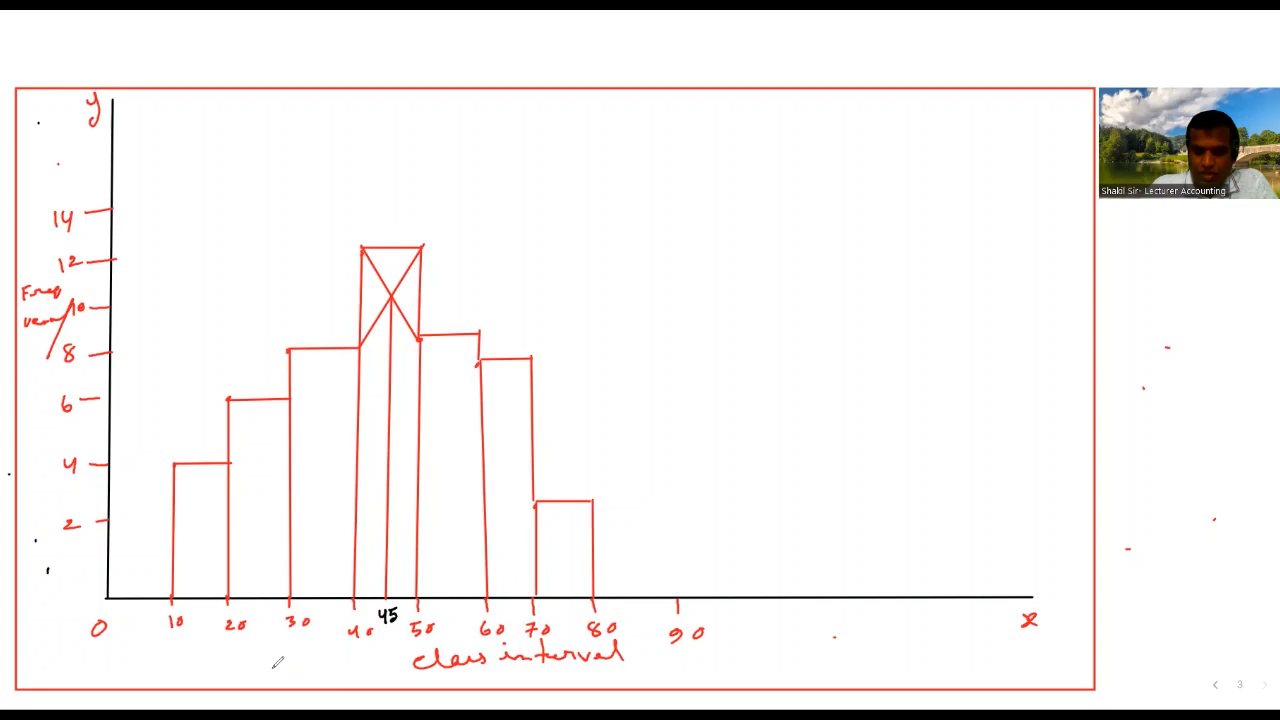 y
14
12
10
8
6
4
2
0
10 20 30 40 45 50 60 70 80 90
x
class interval
Shakil Sir- Lecturer Accounting
3